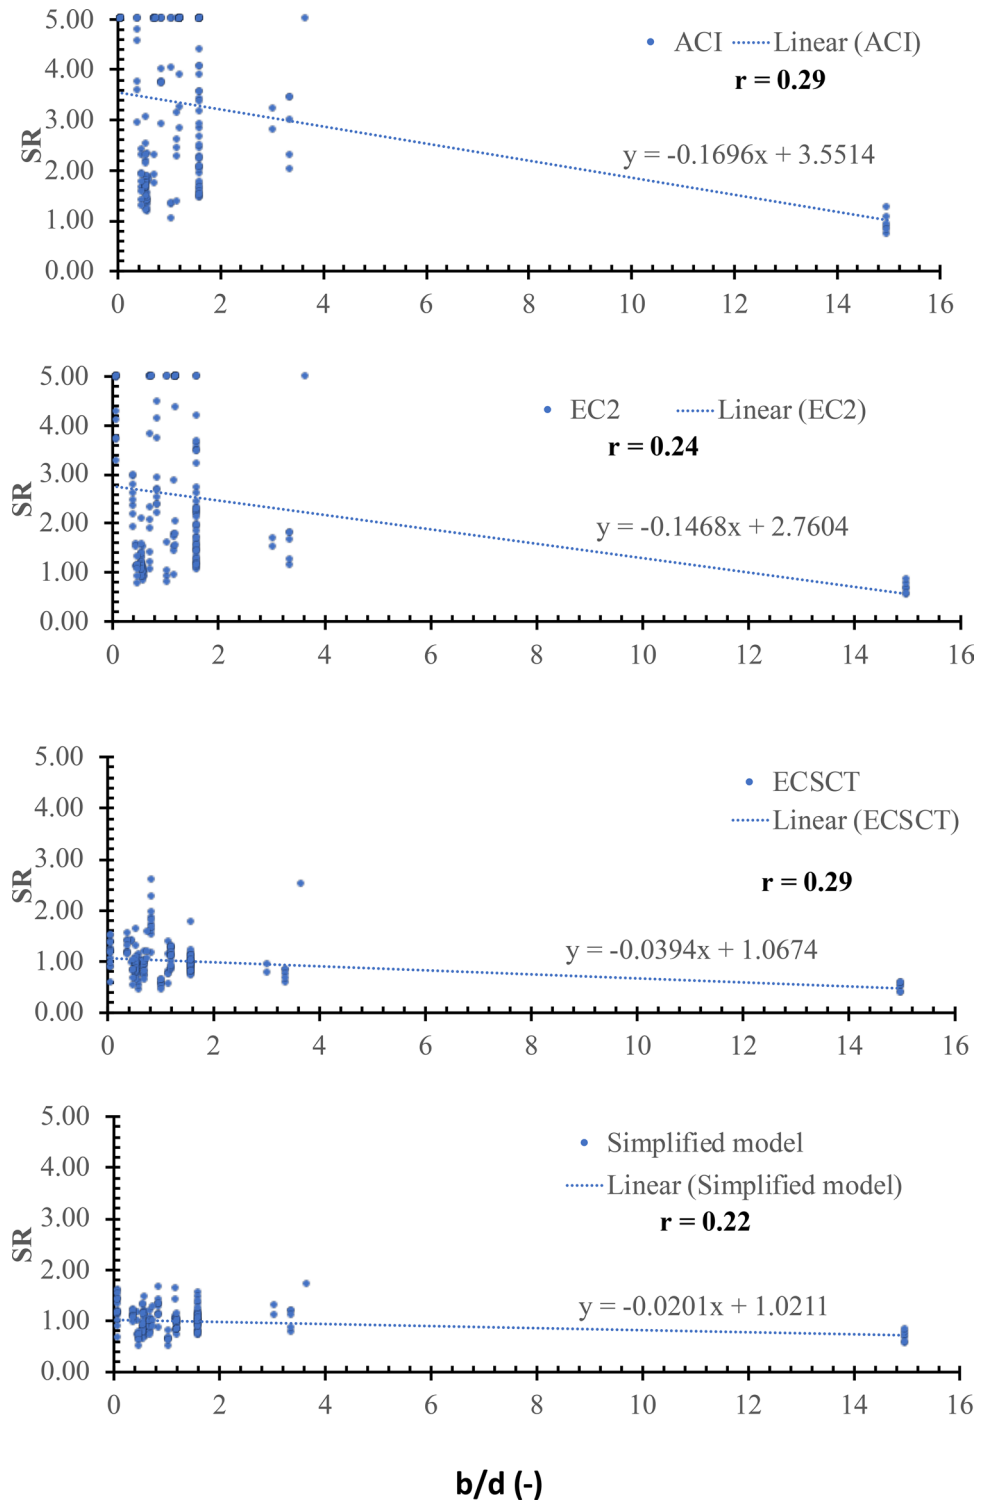 5.00
4.00
3.00
2.00
1.00
0.00
SR
ACI
Linear (ACI)
r = 0.29
y = -0.1696x + 3.5514
0 2 4 6 8 10 12 14 16
5.00
4.00
3.00
2.00
1.00
0.00
SR
EC2
Linear (EC2)
r = 0.24
y = -0.1468x + 2.7604
0 2 4 6 8 10 12 14 16
5.00
4.00
3.00
2.00
1.00
0.00
SR
ECSCT
Linear (ECSCT)
r = 0.29
y = -0.0394x + 1.0674
0 2 4 6 8 10 12 14 16
5.00
4.00
3.00
2.00
1.00
0.00
SR
Simplified model
Linear (Simplified model)
r = 0.22
y = -0.0201x + 1.0211
0 2 4 6 8 10 12 14 16
b/d (-)